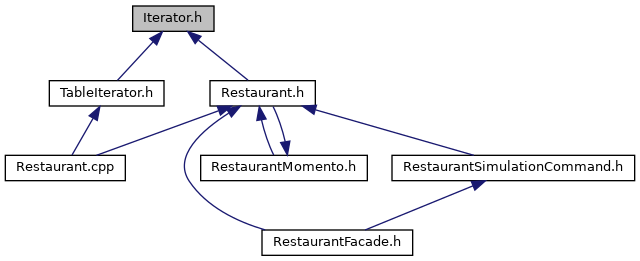 Iterator.h
TableIterator.h
Restaurant.h
Restaurant.cpp
RestaurantMomento.h
RestaurantSimulationCommand.h
RestaurantFacade.h